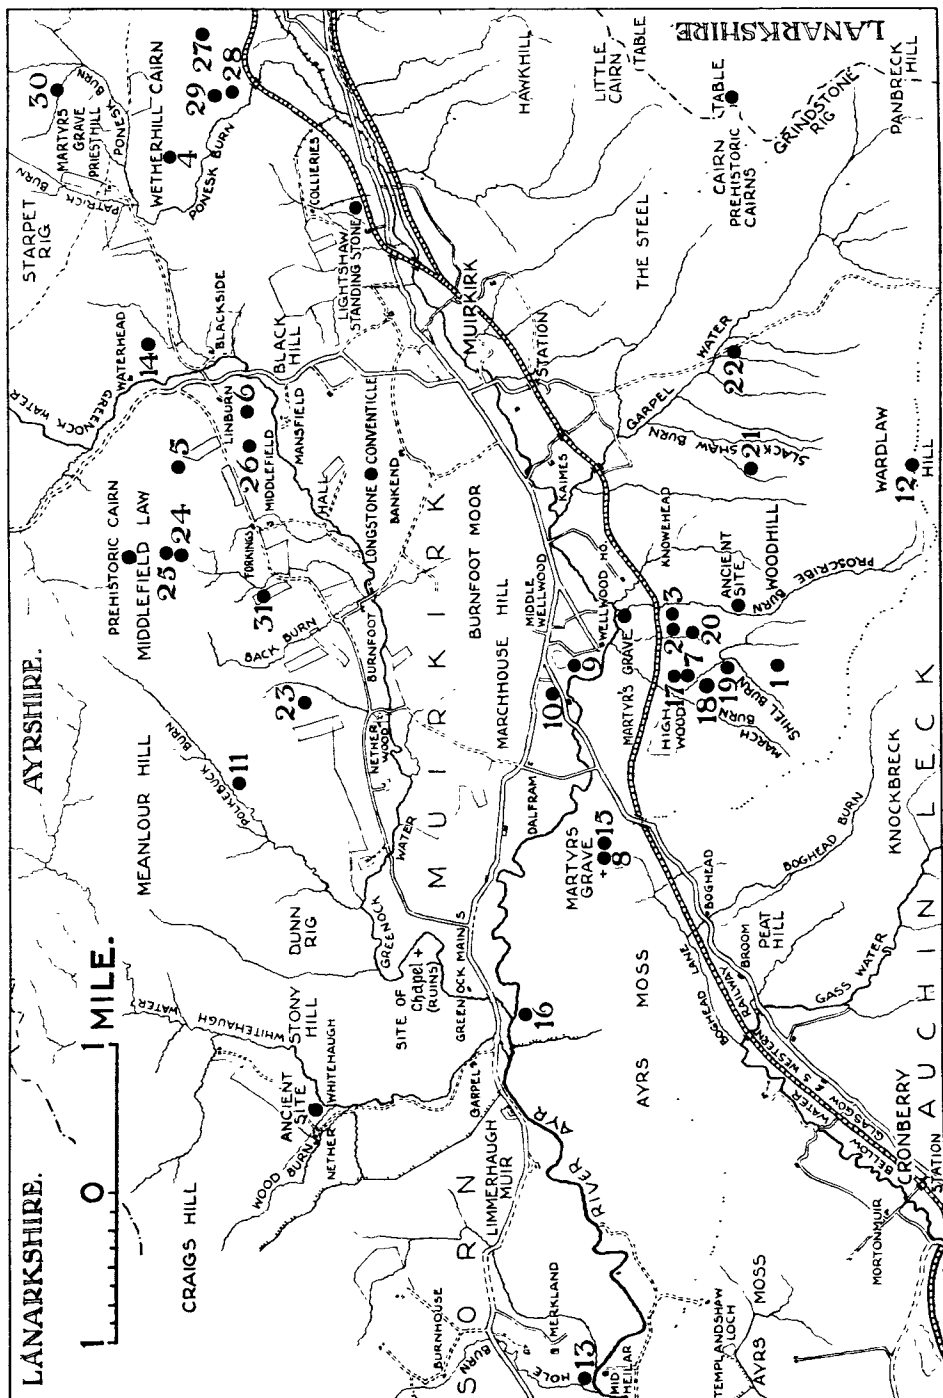 LANARKSHIRE.
AYRSHIRE.
1 0 1 MILE.
CRAIGS HILL
WHITEHAUGH WATER
MEANLOUR HILL
PREHISTORIC CAIRN
MIDDLEFIELD LAW
25
24
5
GREENOCK WATER
WATERHEAD
14
STARPET
RIG
PATRICK BURN
30
MARTYRS
GRAVE
PRIESTHILL
PONESK BURN
WETHERHILL CAIRN
4
PONESK BURN
29
27
28
WOOD BURN
ANCIENT
SITE
NETHER
WHITEHAUGH
STONY
HILL
DUNN
RIG
POLKEBUCK
BURN
11
23
BACK BURN
31
TORKINGS
26
MIDDLEFIELD
LINBURN
6
BLACKSIDE
BLACK
HILL
MANSFIELD
HALL
COLLIERIES
LIGHTSHAW
STANDING STONE
LONGSTONE
CONVENTICLE
BANKEND
BURNFOOT
NETHER
WOOD
WATER
GREENOCK
SITE OF
Chapel +
(RUINS)
GREENOCK MAINS
MUIRKIRK
BURNHOUSE
SORN
BURN
HOLE
LIMMERHAUGH
MUIR
GARPEL
16
MERKLAND
13
MID
HEILAR
RIVER
AYR
DALFRAM
MARCHHOUSE HILL
BURNFOOT MOOR
MIDDLE
WELLWOOD
10
9
WELLWOOD HO.
MUIRKIRK
STATION
KAIMES
HAWKHILL
LITTLE
CAIRN
TABLE
LANARKSHIRE
MARTYRS
GRAVE
+
8
15
MARTYR'S GRAVE
AYRS MOSS
KNOWEHEAD
2
3
HIGH
WOOD
17
7
20
18
19
1
SHIEL BURN
MARCH
BURN
ANCIENT
SITE
WOODHILL
PROSCRIBE
BURN
GARPEL
WATER
SLACK SHAW BURN
21
22
THE STEEL
CAIRN TABLE
PREHISTORIC
CAIRNS
GRINDSTONE
RIG
PANBRECK
HILL
WARDLAW
HILL
12
TEMPLANDSHAW
LOCH
AYRS MOSS
BOGHEAD LANE
BOGHEAD
BROOM
PEAT
HILL
BOGHEAD BURN
KNOCKBRECK
GASS WATER
GLASGOW & S WESTERN RAILWAY
BELLOW WATER
MORTONMUIR
CRONBERRY
STATION
AUCHINLECK